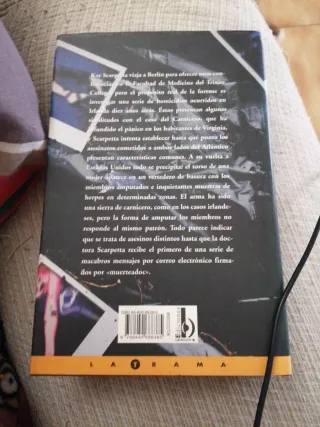 Kay Scarpetta viaja a Berlín para ofrecer unas con-
ferencias en la Facultad de Medicina del Trinity
College, pero el propósito real de la forense es
investigar una serie de homicidios ocurridos en
Irlanda diez años atrás. Éstos presentan algunas
similitudes con el caso del Carnicero, que ha
fundido el pánico en los habitantes de Virginia.
Scarpetta intenta establecer hasta qué punto los
asesinatos cometidos a ambos lados del Atlántico
presentan características comunes. A su vuelta a
Estados Unidos todo se precipita: el torso de una
mujer aparece en un vertedero de basura con los
miembros amputados e inquietantes muestras de
herpes en determinadas zonas. El arma ha sido
una sierra de carnicero, como en los casos irlande-
ses, pero la forma de amputar los miembros no
responde al mismo patrón. Todo parece indicar
que se trata de asesinos distintos hasta que la doc-
tora Scarpetta recibe el primero de una serie de
macabros mensajes por correo electrónico firma-
dos por «muerteadoc».
LA TRAMA